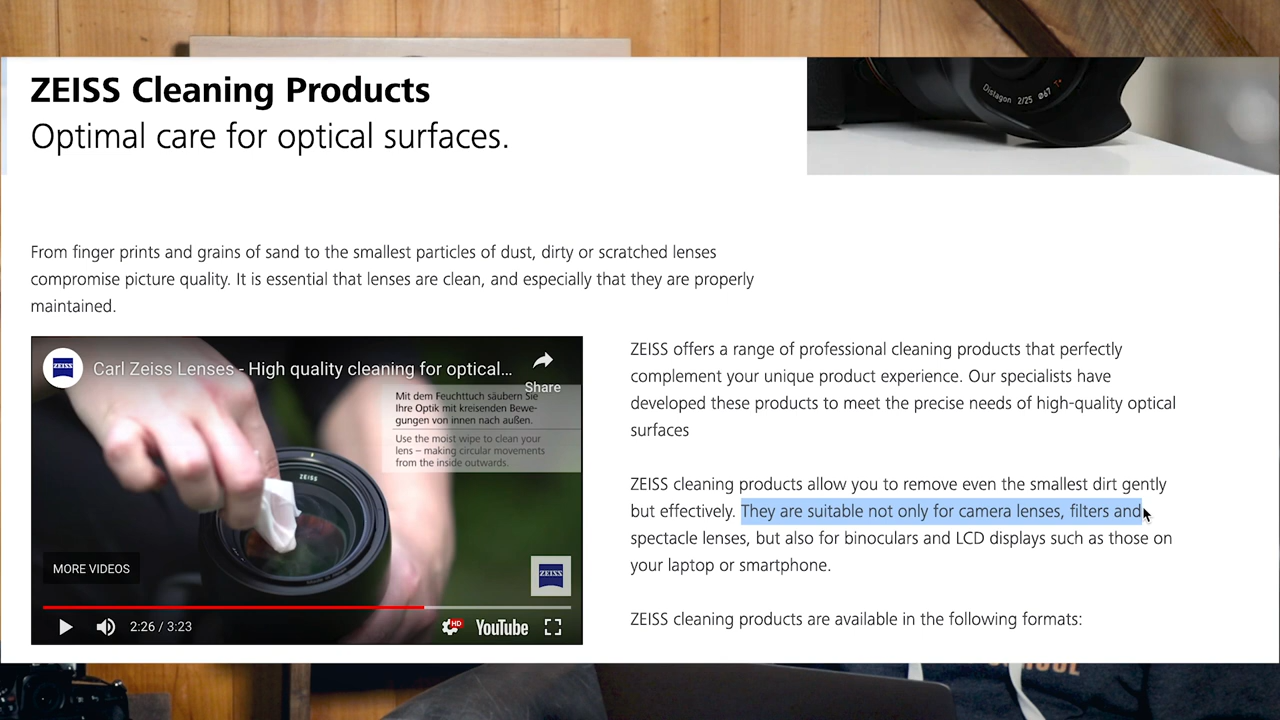 ZEISS Cleaning Products
Optimal care for optical surfaces.
Distagon 2/25 Ø67 T*
From finger prints and grains of sand to the smallest particles of dust, dirty or scratched lenses
compromise picture quality. It is essential that lenses are clean, and especially that they are properly
maintained.
ZEISS
Carl Zeiss Lenses - High quality cleaning for optical...
Share
Mit dem Feuchttuch säubern Sie
Ihre Optik mit kreisenden Bewe-
gungen von innen nach außen.
Use the moist wipe to clean your
lens – making circular movements
from the inside outwards.
ZEISS
MORE VIDEOS
ZEISS
2:26 / 3:23
HD
YouTube
ZEISS offers a range of professional cleaning products that perfectly
complement your unique product experience. Our specialists have
developed these products to meet the precise needs of high-quality optical
surfaces
ZEISS cleaning products allow you to remove even the smallest dirt gently
but effectively. They are suitable not only for camera lenses, filters and
spectacle lenses, but also for binoculars and LCD displays such as those on
your laptop or smartphone.
ZEISS cleaning products are available in the following formats: